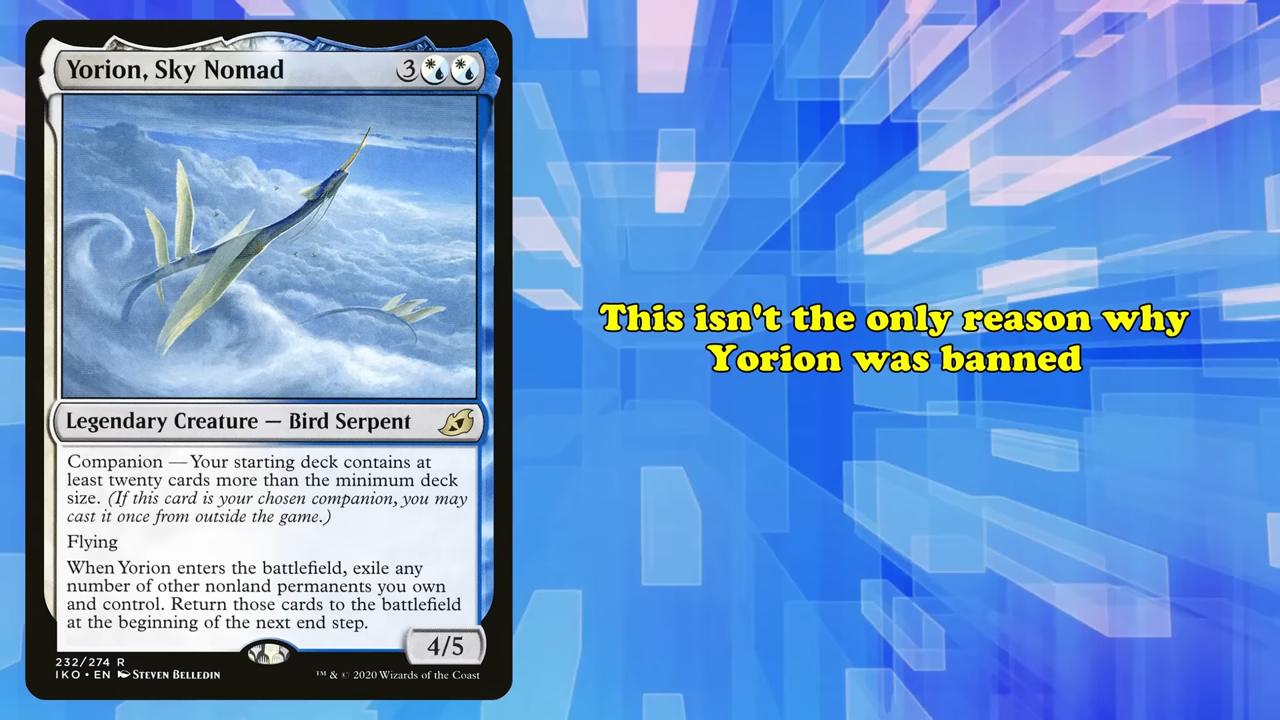 Yorion, Sky Nomad
3
Legendary Creature — Bird Serpent
Companion — Your starting deck contains at
least twenty cards more than the minimum deck
size. (If this card is your chosen companion, you may
cast it once from outside the game.)
Flying
When Yorion enters the battlefield, exile any
number of other nonland permanents you own
and control. Return those cards to the battlefield
at the beginning of the next end step.
4/5
232/274 R
IKO • EN Steven Belledin
™ & © 2020 Wizards of the Coast
This isn't the only reason why
Yorion was banned